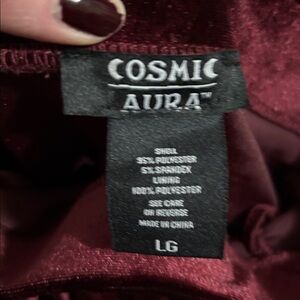 COSMIC
AURA™
SHELL
95% POLYESTER
5% SPANDEX
LINING
100% POLYESTER
SEE CARE
ON REVERSE
MADE IN CHINA
LG